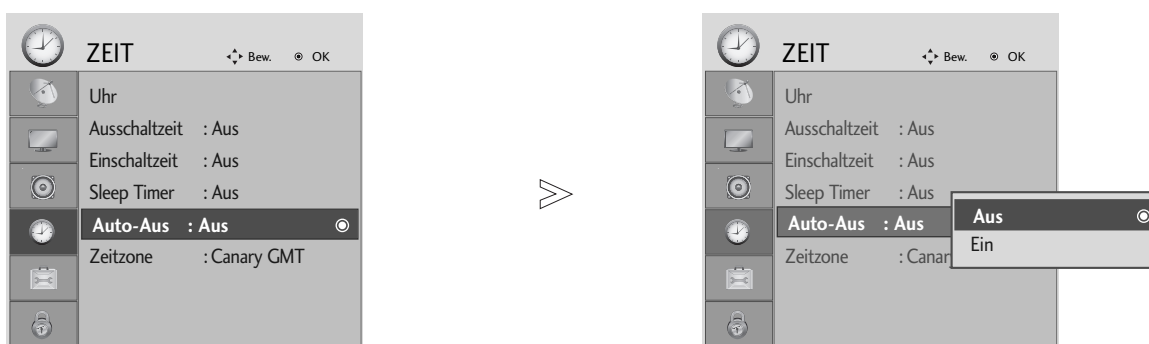 ZEIT Bew. OK
Uhr
Ausschaltzeit : Aus
Einschaltzeit : Aus
Sleep Timer : Aus
Auto-Aus : Aus
Zeitzone : Canary GMT
ZEIT Bew. OK
Uhr
Ausschaltzeit : Aus
Einschaltzeit : Aus
Sleep Timer : Aus
Auto-Aus : Aus
Zeitzone : Canar
Aus
Ein